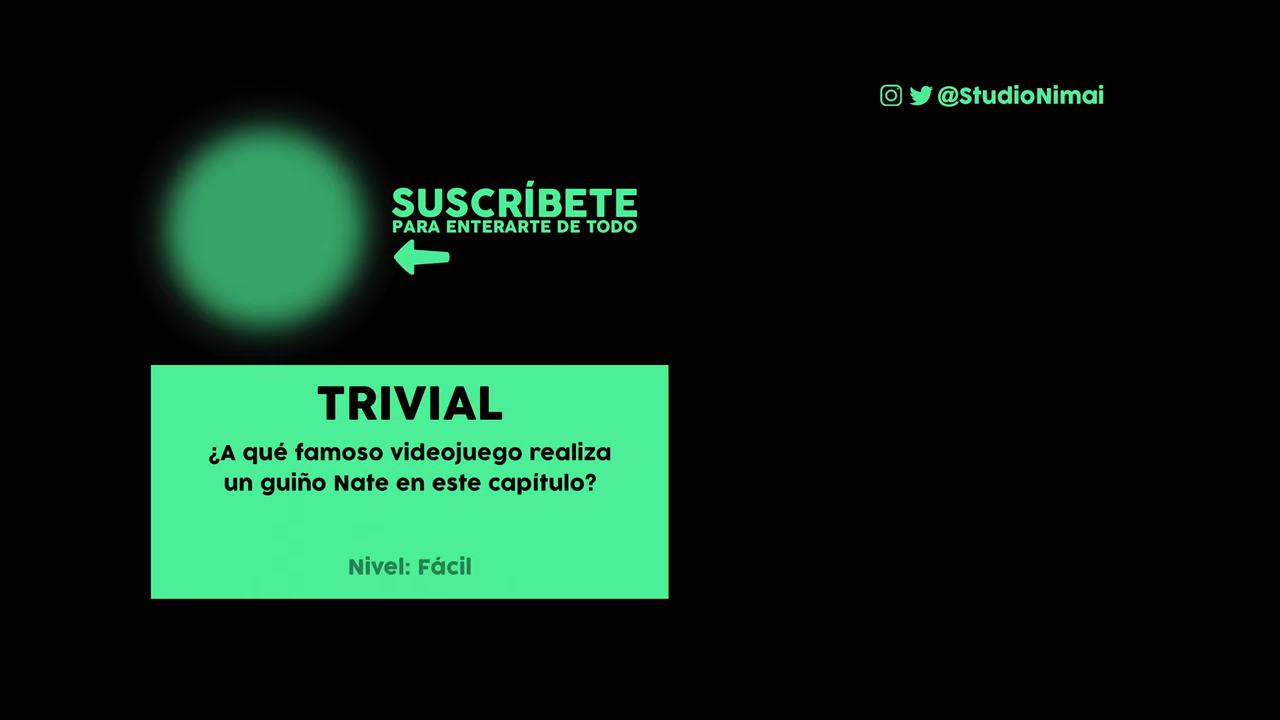 @StudioNimai
SUSCRÍBETE
PARA ENTERARTE DE TODO
TRIVIAL
¿A qué famoso videojuego realiza
un guiño Nate en este capítulo?
Nivel: Fácil